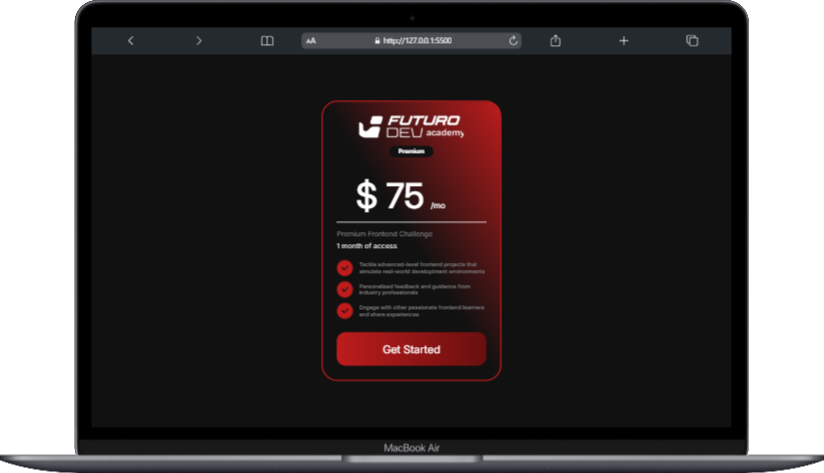 AA
http://127.0.0.1:5500
FUTURO
DEV academy
Premium
$ 75 /mo
Premium Frontend Challenge
1 month of access
Tackle advanced-level frontend projects that
simulate real-world development environments
Personalized feedback and guidance from
industry professionals
Engage with other passionate frontend learners
and share experiences
Get Started
MacBook Air